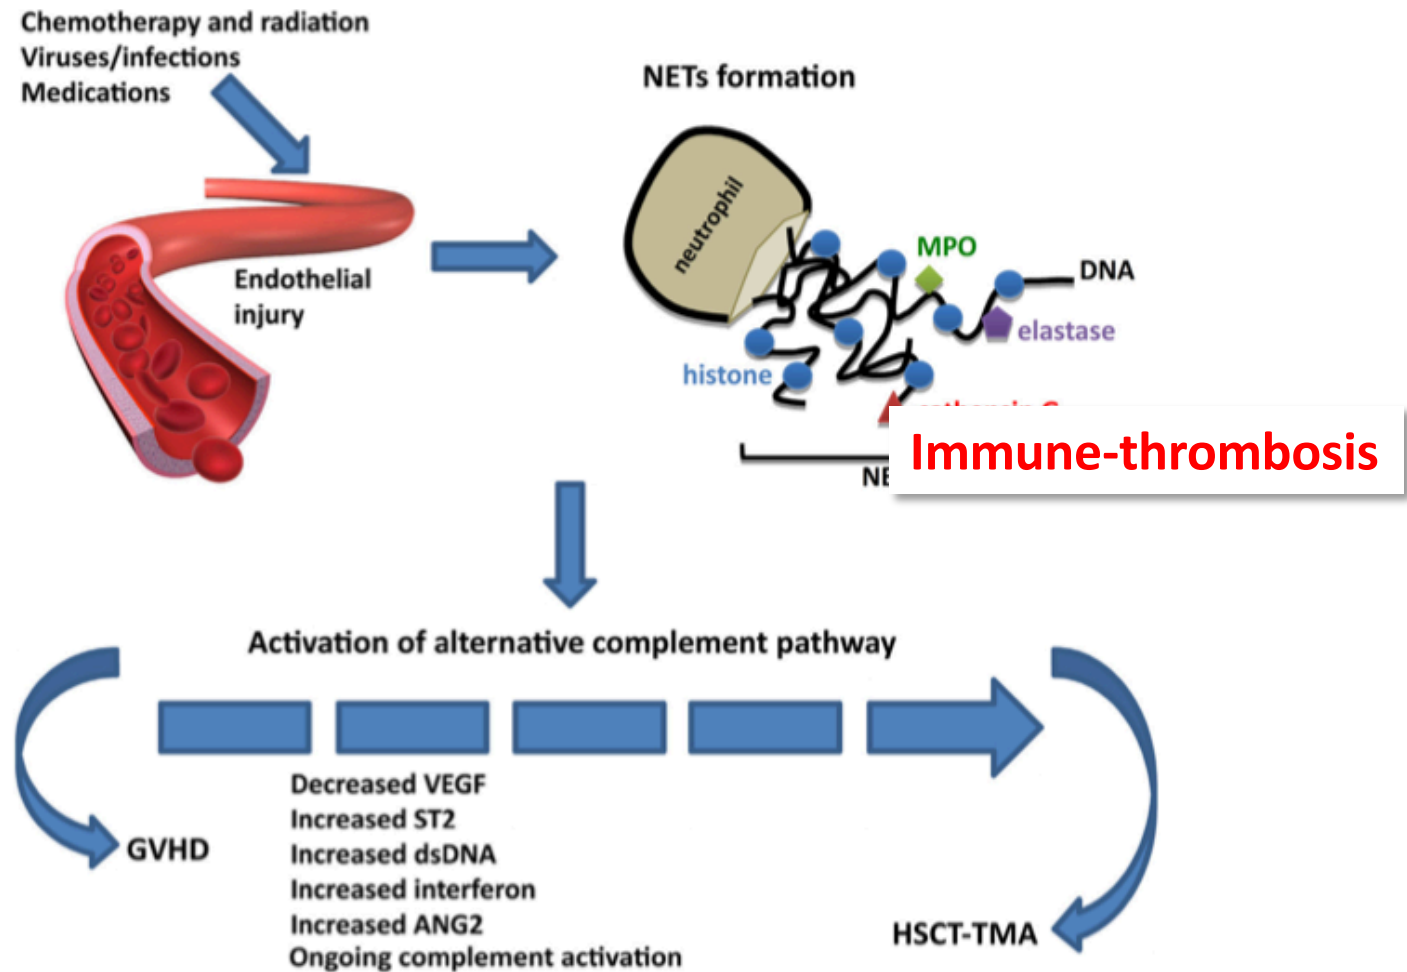 Chemotherapy and radiation
Viruses/infections
Medications
NETs formation
neutrophil
MPO
DNA
Endothelial
injury
elastase
histone
Immune-thrombosis
Activation of alternative complement pathway
Decreased VEGF
Increased ST2
Increased dsDNA
GVHD
Increased interferon
Increased ANG2
HSCT-TMA
Ongoing complement activation